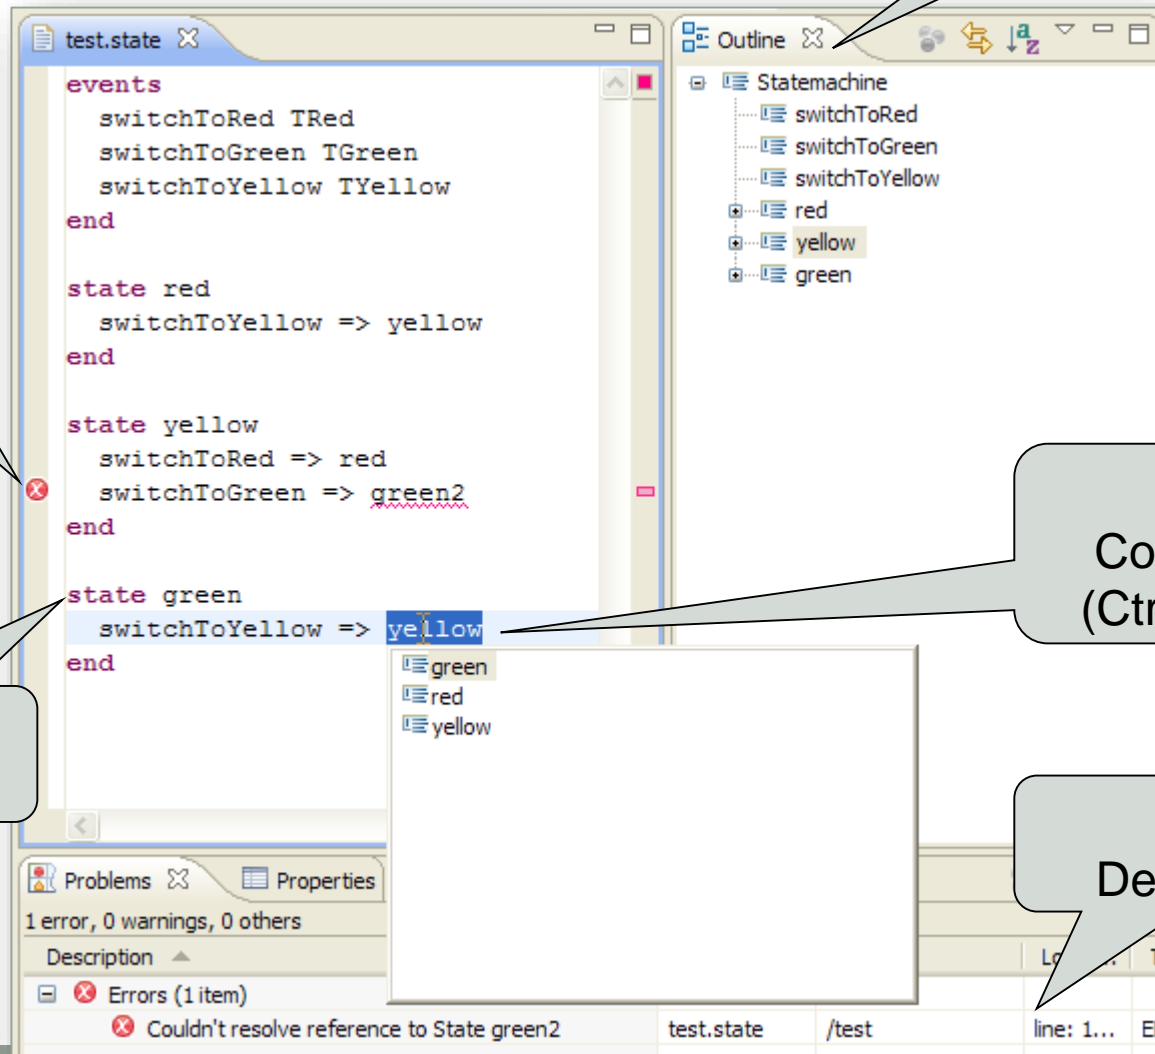 test.state
events
switchToRed TRed
switchToGreen TGreen
switchToYellow TYellow
end
state red
switchToYellow => yellow
end
state yellow
switchToRed => red
switchToGreen => green2
end
state green
switchToYellow => yellow
end
green
red
yellow
Outline
Statemachine
switchToRed
switchToGreen
switchToYellow
red
yellow
green
(Ctr
Problems
Properties
1 error, 0 warnings, 0 others
Description
Errors (1 item)
Couldn't resolve reference to State green2 test.state /test line: 1...